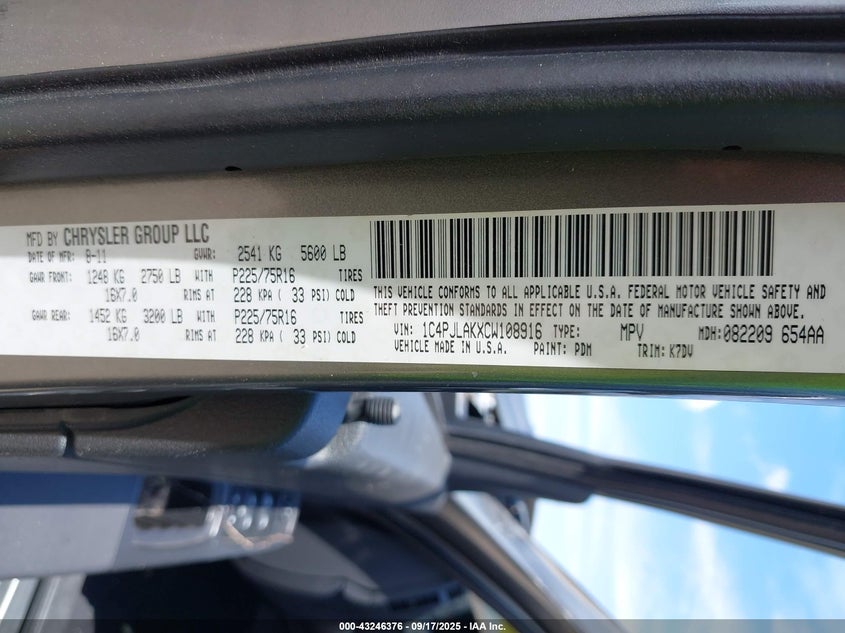 MFD BY CHRYSLER GROUP LLC
DATE OF MFR: 8-11 GVWR: 2541 KG 5600 LB
GAWR FRONT: 1248 KG 2750 LB WITH P225/75R16 TIRES
16X7.0 RIMS AT 228 KPA ( 33 PSI) COLD
GAWR REAR: 1452 KG 3200 LB WITH P225/75R16 TIRES
16X7.0 RIMS AT 228 KPA ( 33 PSI) COLD
THIS VEHICLE CONFORMS TO ALL APPLICABLE U.S.A. FEDERAL MOTOR VEHICLE SAFETY AND
THEFT PREVENTION STANDARDS IN EFFECT ON THE DATE OF MANUFACTURE SHOWN ABOVE.
VIN: 1C4PJLAKXCW108916 TYPE: MPV MDH: 082209 654AA
VEHICLE MADE IN U.S.A. PAINT: PDM TRIM: K7DV
000-43246376 - 09/17/2025 - IAA Inc.